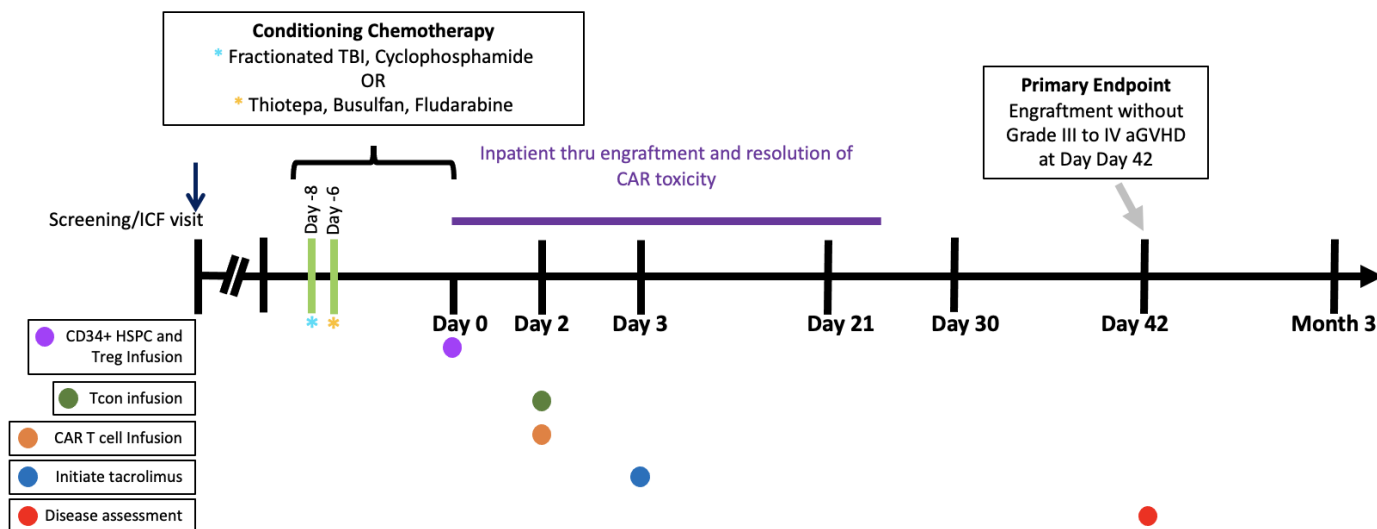 Conditioning Chemotherapy
* Fractionated TBI, Cyclophosphamide
OR
* Thiotepa, Busulfan, Fludarabine
Primary Endpoint
Engraftment without
Grade III to IV aGVHD
at Day Day 42
Inpatient thru engraftment and resolution of
CAR toxicity
Screening/ICF visit
Day -8
Day -6
* *
Day 0
Day 2
Day 3
Day 21
Day 30
Day 42
Month 3
CD34+ HSPC and
Treg Infusion
Tcon infusion
CAR T cell Infusion
Initiate tacrolimus
Disease assessment